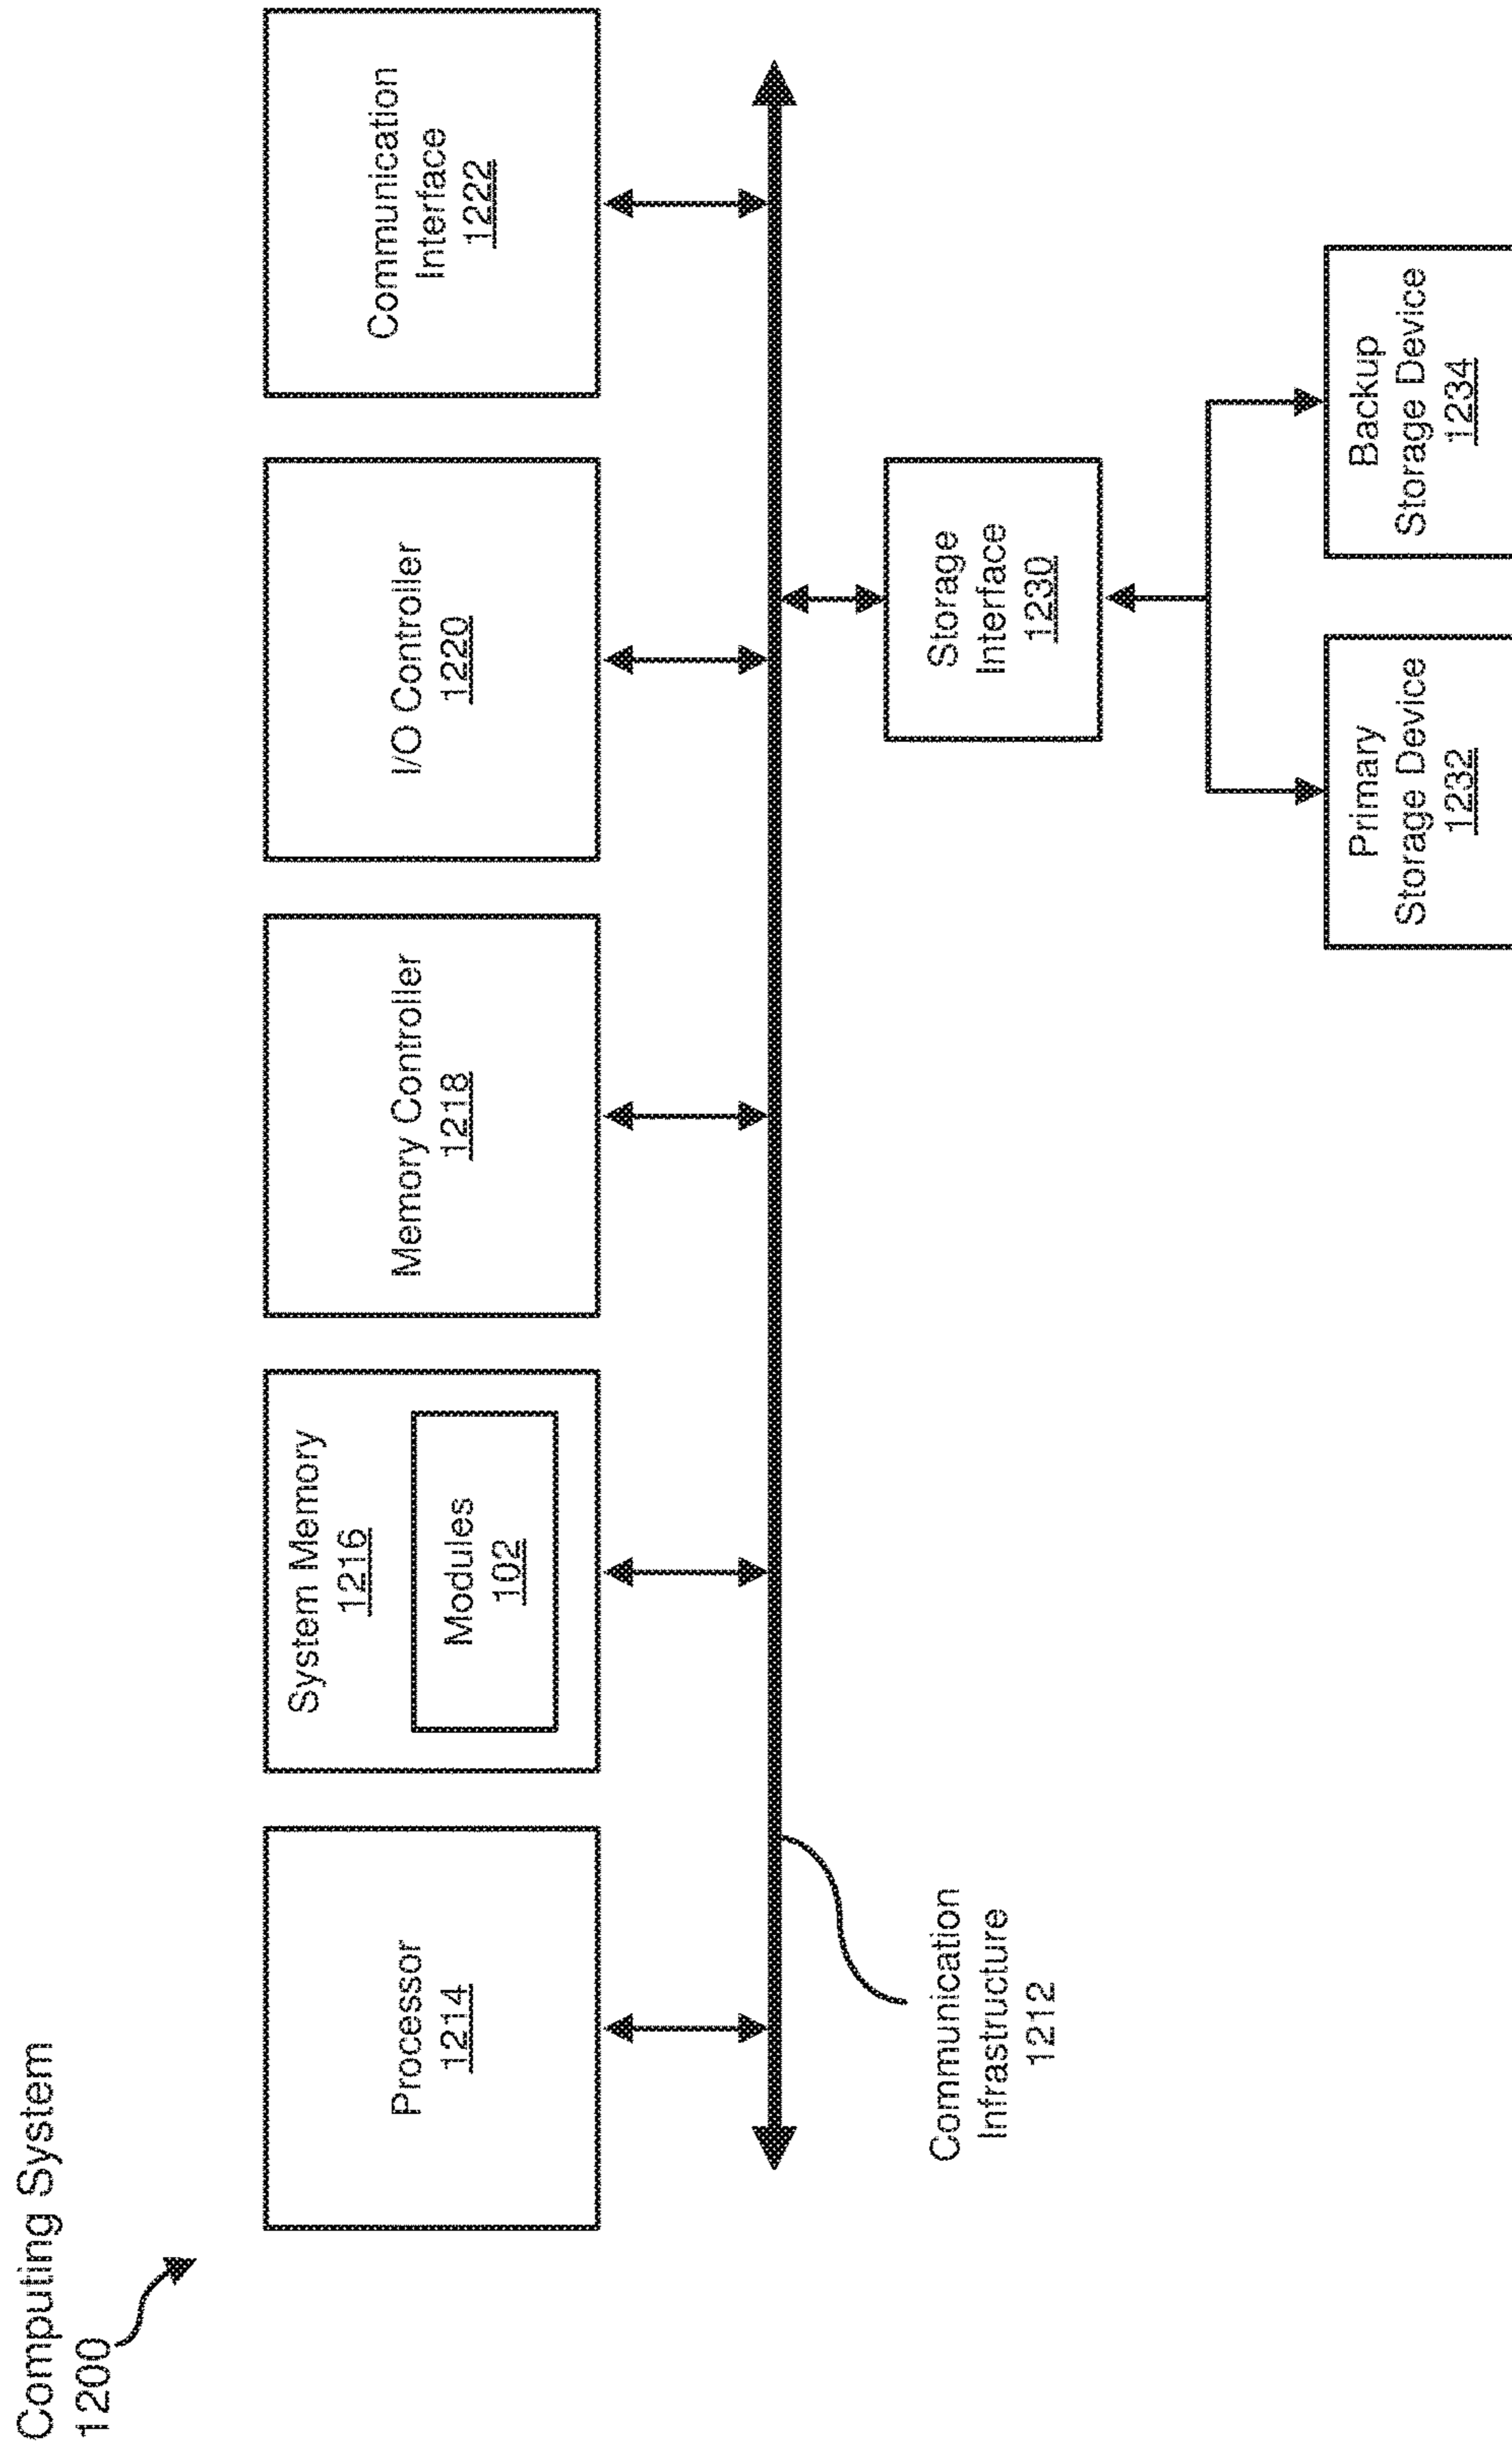 Computing System
1200
Processor
1214
System Memory
1216
Modules
102
Memory Controller
1218
I/O Controller
1220
Communication
Interface
1222
Communication
Infrastructure
1212
Storage
Interface
1230
Primary
Storage Device
1232
Backup
Storage Device
1234